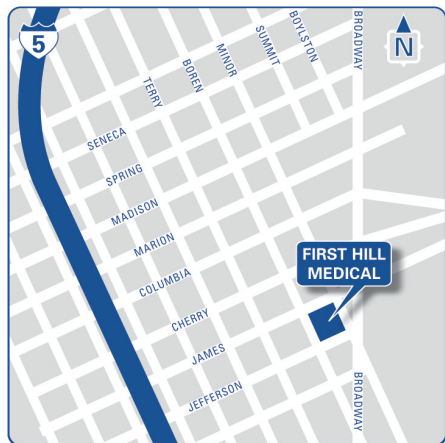 5
N
TERRY
BOREN
MINOR
SUMMIT
BOYLSTON
BROADWAY
SENECA
SPRING
MADISON
MARION
COLUMBIA
CHERRY
JAMES
JEFFERSON
FIRST HILL
MEDICAL
BROADWAY